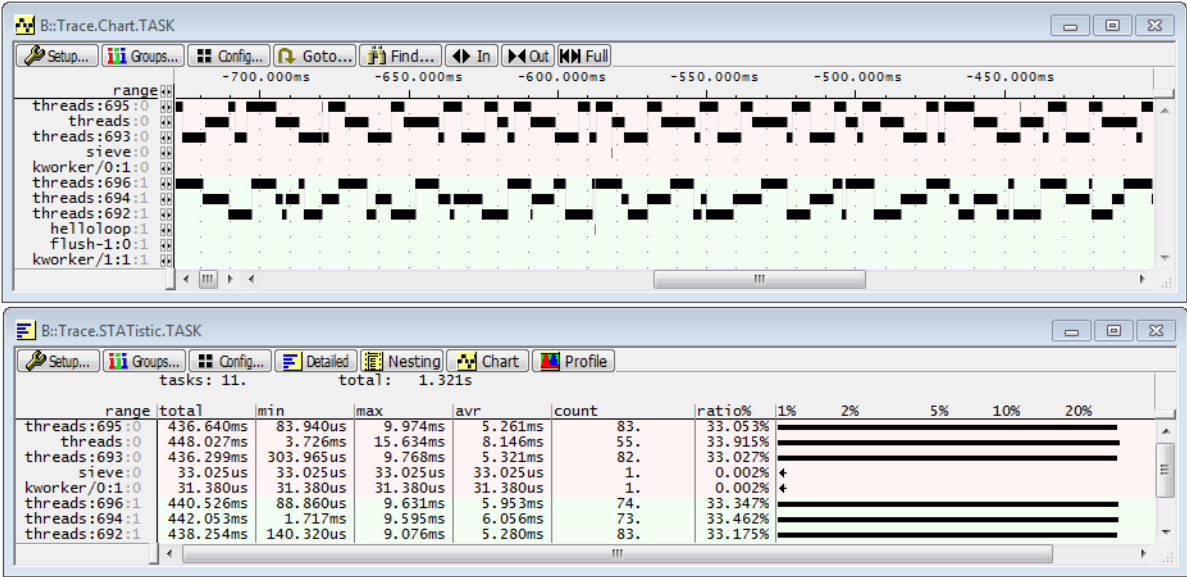 B::Trace.Chart.TASK
Setup... Groups... Config... Goto... Find... In Out Full
-700.000ms -650.000ms -600.000ms -550.000ms -500.000ms -450.000ms
range
threads:695:0
threads:0
threads:693:0
sieve:0
kworker/0:1:0
threads:696:1
threads:694:1
threads:692:1
helloloop:1
flush-1:0:1
kworker/1:1:1
B::Trace.STATistic.TASK
Setup... Groups... Config... Detailed Nesting Chart Profile
tasks: 11. total: 1.321s
range total min max avr count ratio% 1% 2% 5% 10% 20%
threads:695:0 436.640ms 83.940us 9.974ms 5.261ms 83. 33.053%
threads:0 448.027ms 3.726ms 15.634ms 8.146ms 55. 33.915%
threads:693:0 436.299ms 303.965us 9.768ms 5.321ms 82. 33.027%
sieve:0 33.025us 33.025us 33.025us 33.025us 1. 0.002%
kworker/0:1:0 31.380us 31.380us 31.380us 31.380us 1. 0.002%
threads:696:1 440.526ms 88.860us 9.631ms 5.953ms 74. 33.347%
threads:694:1 442.053ms 1.717ms 9.595ms 6.056ms 73. 33.462%
threads:692:1 438.254ms 140.320us 9.076ms 5.280ms 83. 33.175%